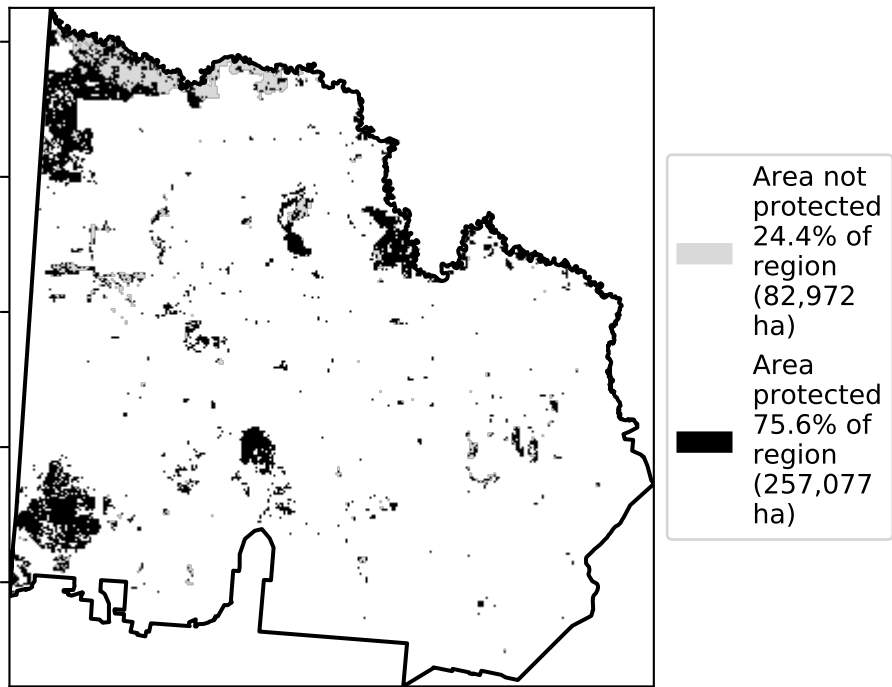 Area not
protected
24.4% of
region
(82,972
ha)
Area
protected
75.6% of
region
(257,077
ha)